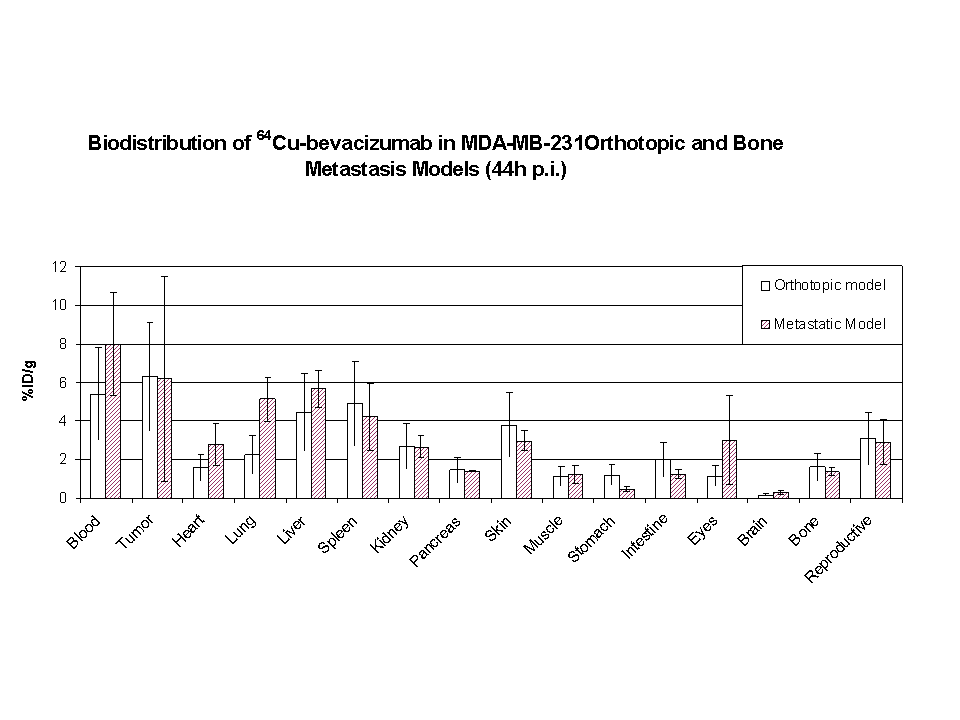 Biodistribution of 64Cu-bevacizumab in MDA-MB-231Orthotopic and Bone
Metastasis Models (44h p.i.)
12
10
8
6
4
2
0
%ID/g
Orthotopic model
Metastatic Model
Blood
Tumor
Heart
Lung
Liver
Spleen
Kidney
Pancreas
Skin
Muscle
Stomach
Intestine
Eyes
Brain
Bone
Reproductive